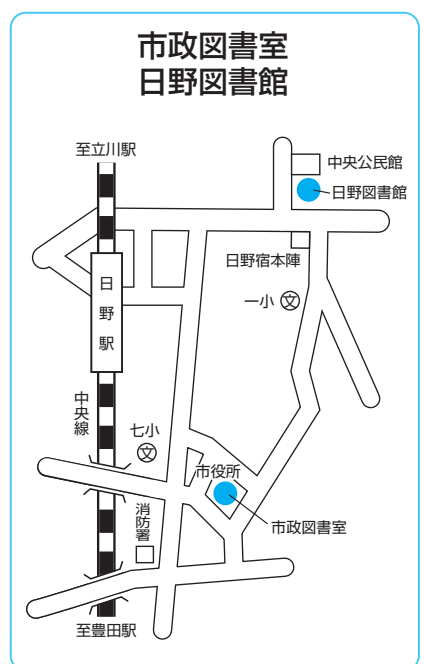 市政図書室
日野図書館
至立川駅
中央公民館
日野図書館
日野宿本陣
日野駅
一小
文
中央線
七小
文
市役所
消防署
市政図書室
至豊田駅